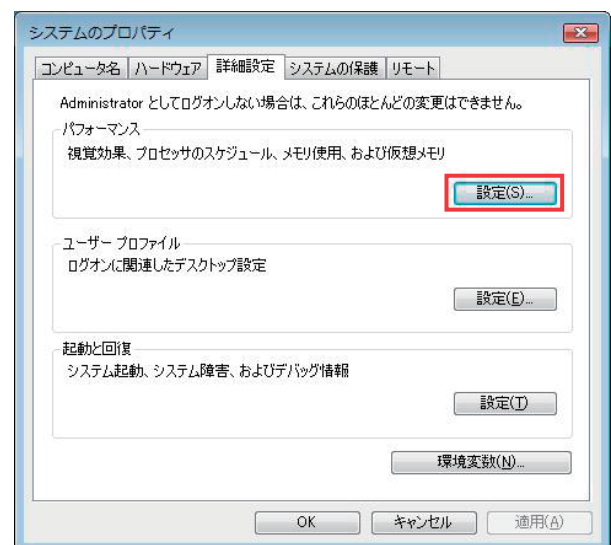 システムのプロパティ
コンピュータ名 ハードウェア 詳細設定 システムの保護 リモート
Administrator としてログオンしない場合は、これらのほとんどの変更はできません。
パフォーマンス
視覚効果、プロセッサのスケジュール、メモリ使用、および仮想メモリ
設定(S)...
ユーザー プロファイル
ログオンに関連したデスクトップ設定
設定(E)...
起動と回復
システム起動、システム障害、およびデバッグ情報
設定(T)
環境変数(N)...
OK キャンセル 適用(A)